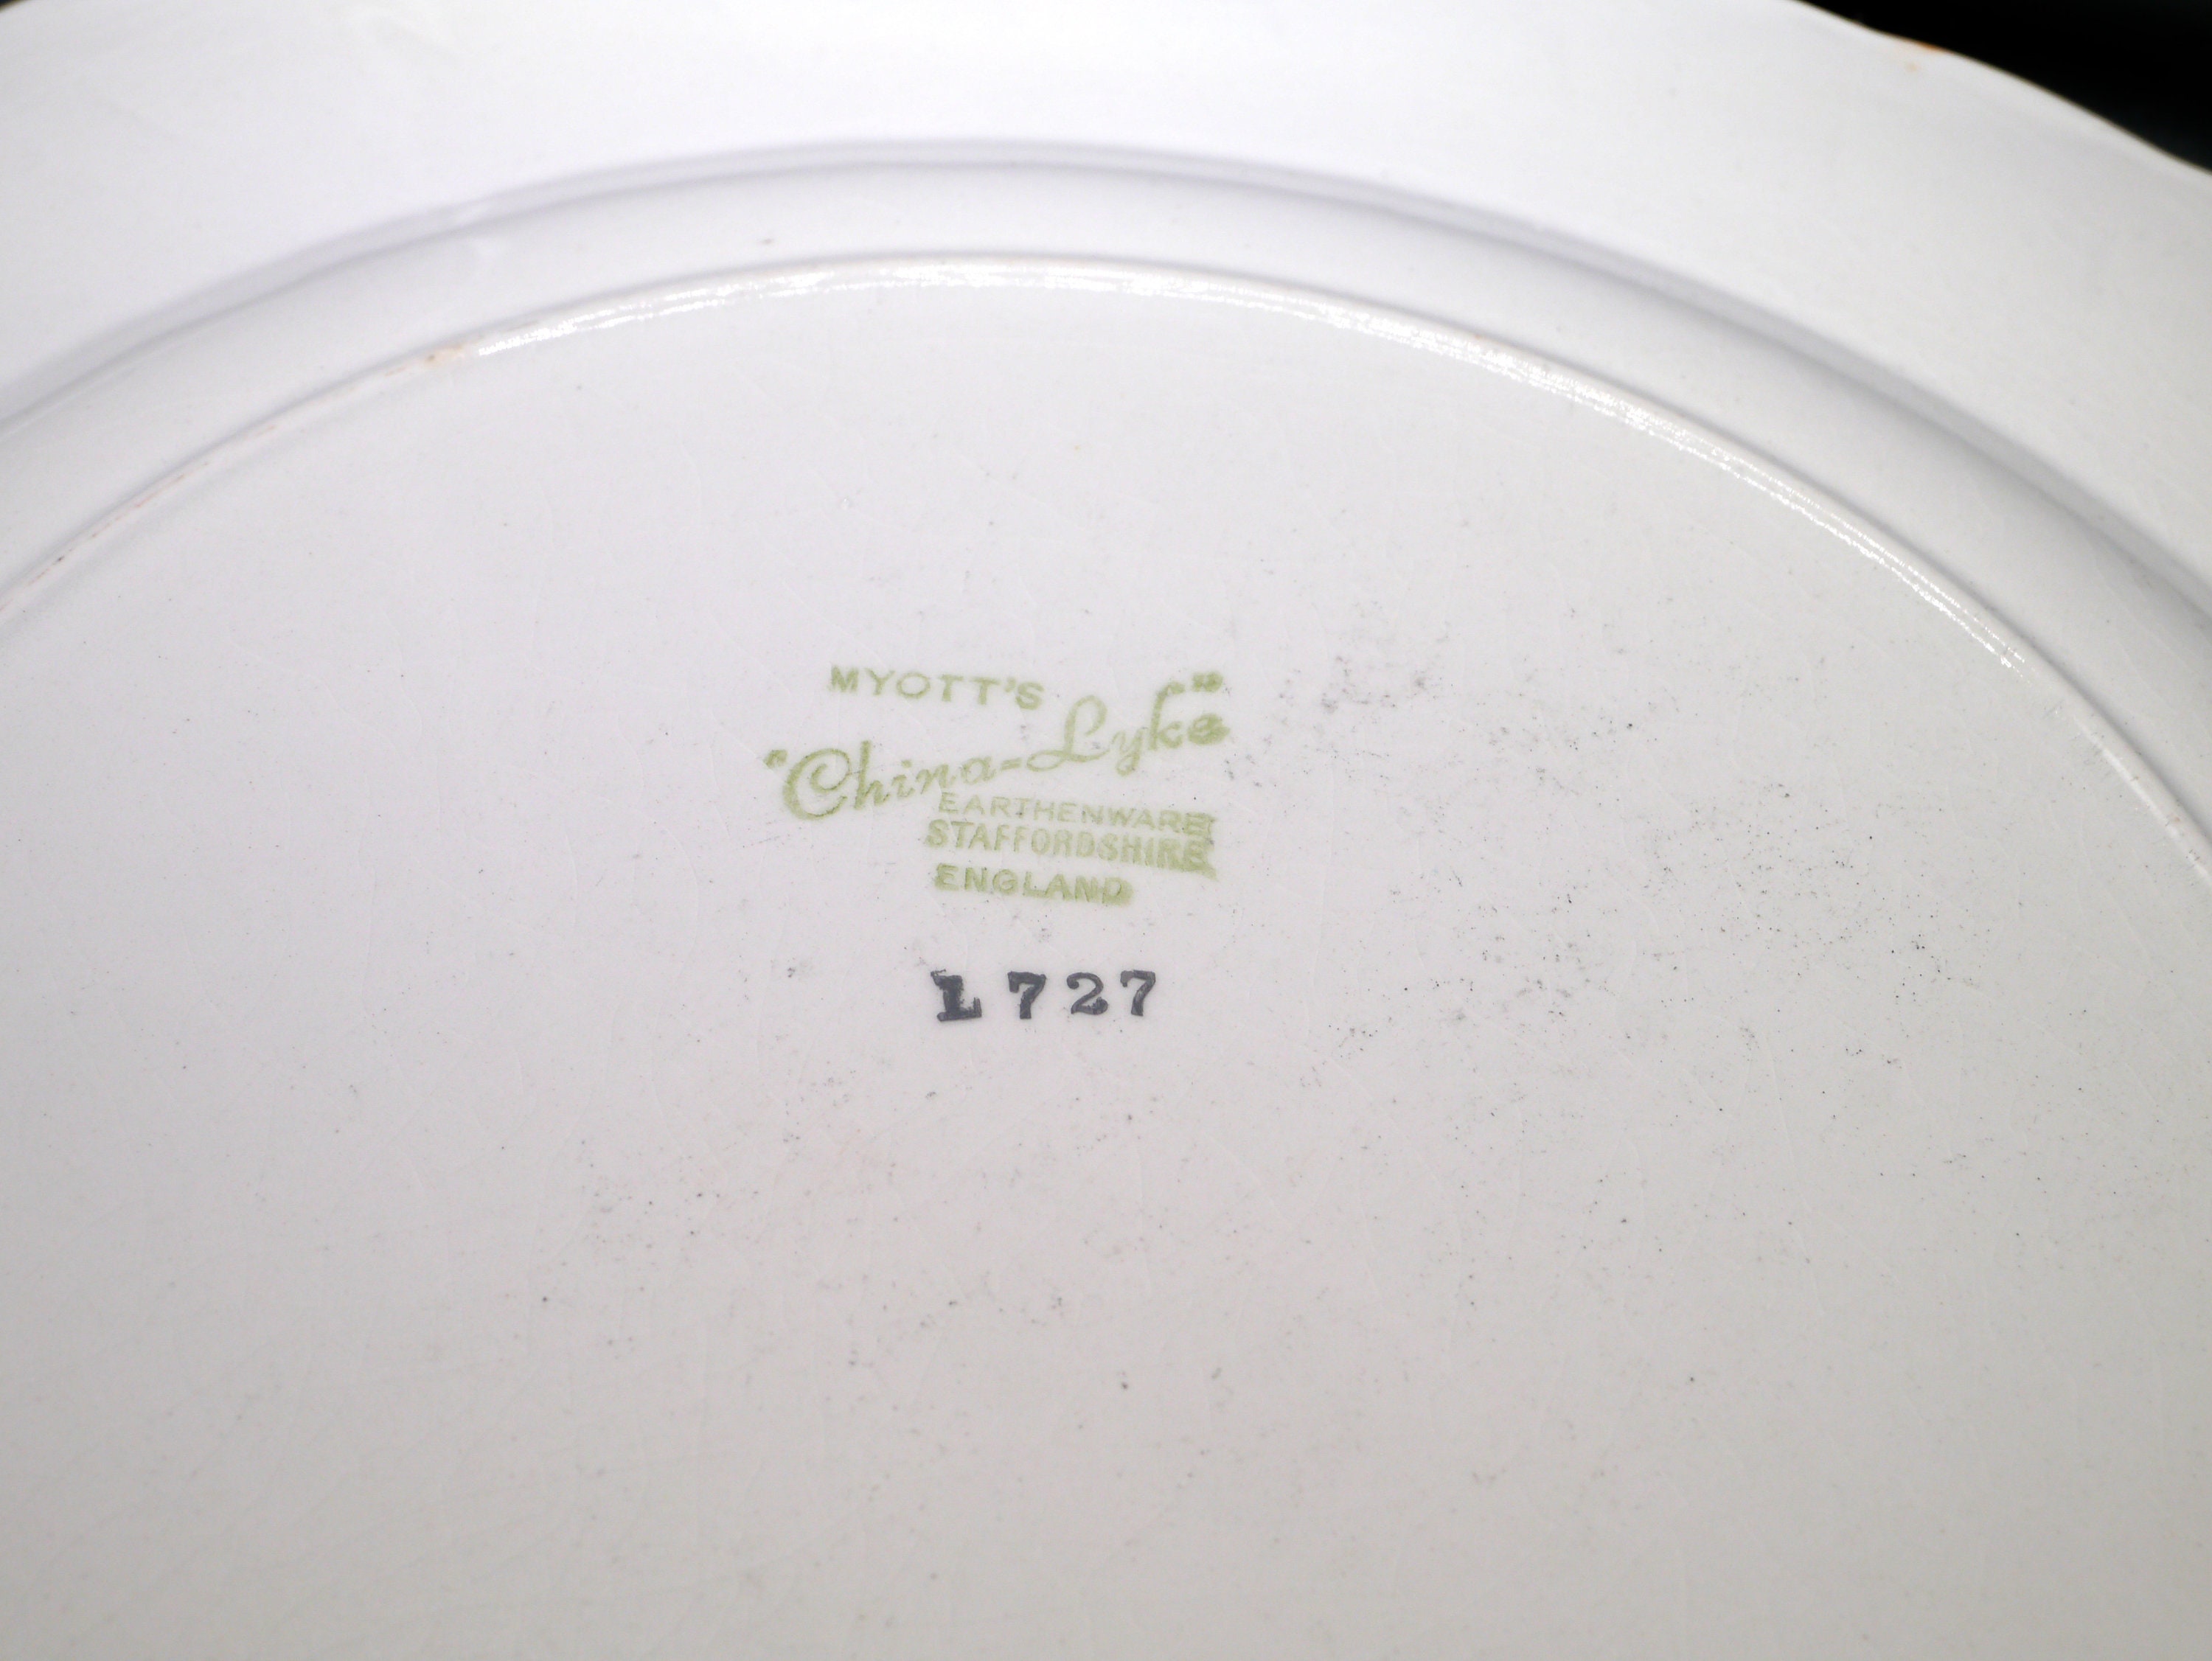 MYOTT'S
"China-Lyke"
EARTHENWARE
STAFFORDSHIRE
ENGLAND
L727